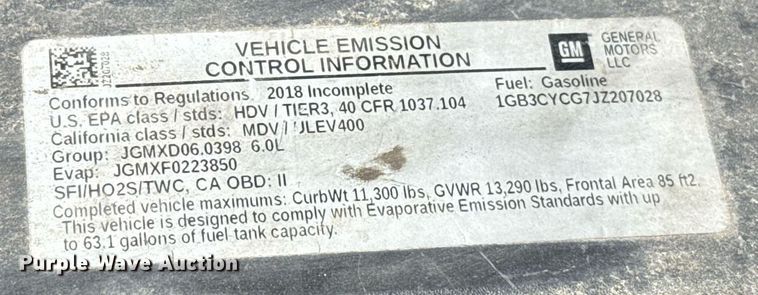 VEHICLE EMISSION
CONTROL INFORMATION
GM
GENERAL
MOTORS
LLC
Conforms to Regulations 2018 Incomplete
Fuel: Gasoline
U.S. EPA class / stds: HDV / TIER3, 40 CFR 1037.104
1GB3CYCG7JZ207028
California class / stds: MDV / ULEV400
Group: JGMXD06.0398 6.0L
Evap: JGMXF0223850
SFI/HO2S/TWC, CA OBD: II
Completed vehicle maximums: CurbWt 11,300 lbs, GVWR 13,290 lbs, Frontal Area 85 ft2.
This vehicle is designed to comply with Evaporative Emission Standards with up
to 63.1 gallons of fuel tank capacity.
Purple Wave Auction